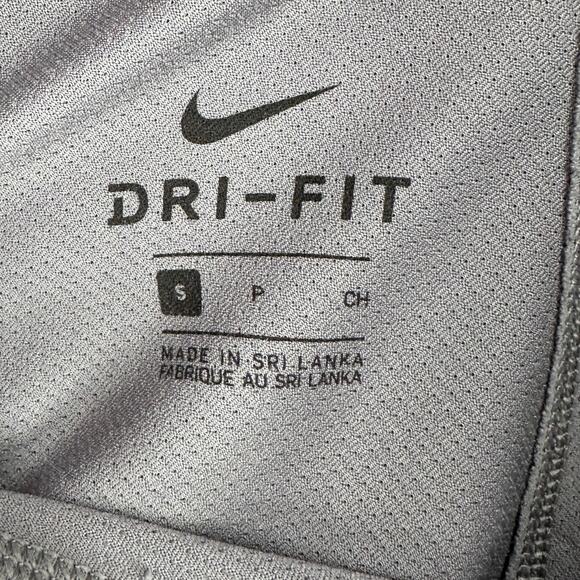 DRI-FIT
S P CH
MADE IN SRI LANKA
FABRIQUE AU SRI LANKA